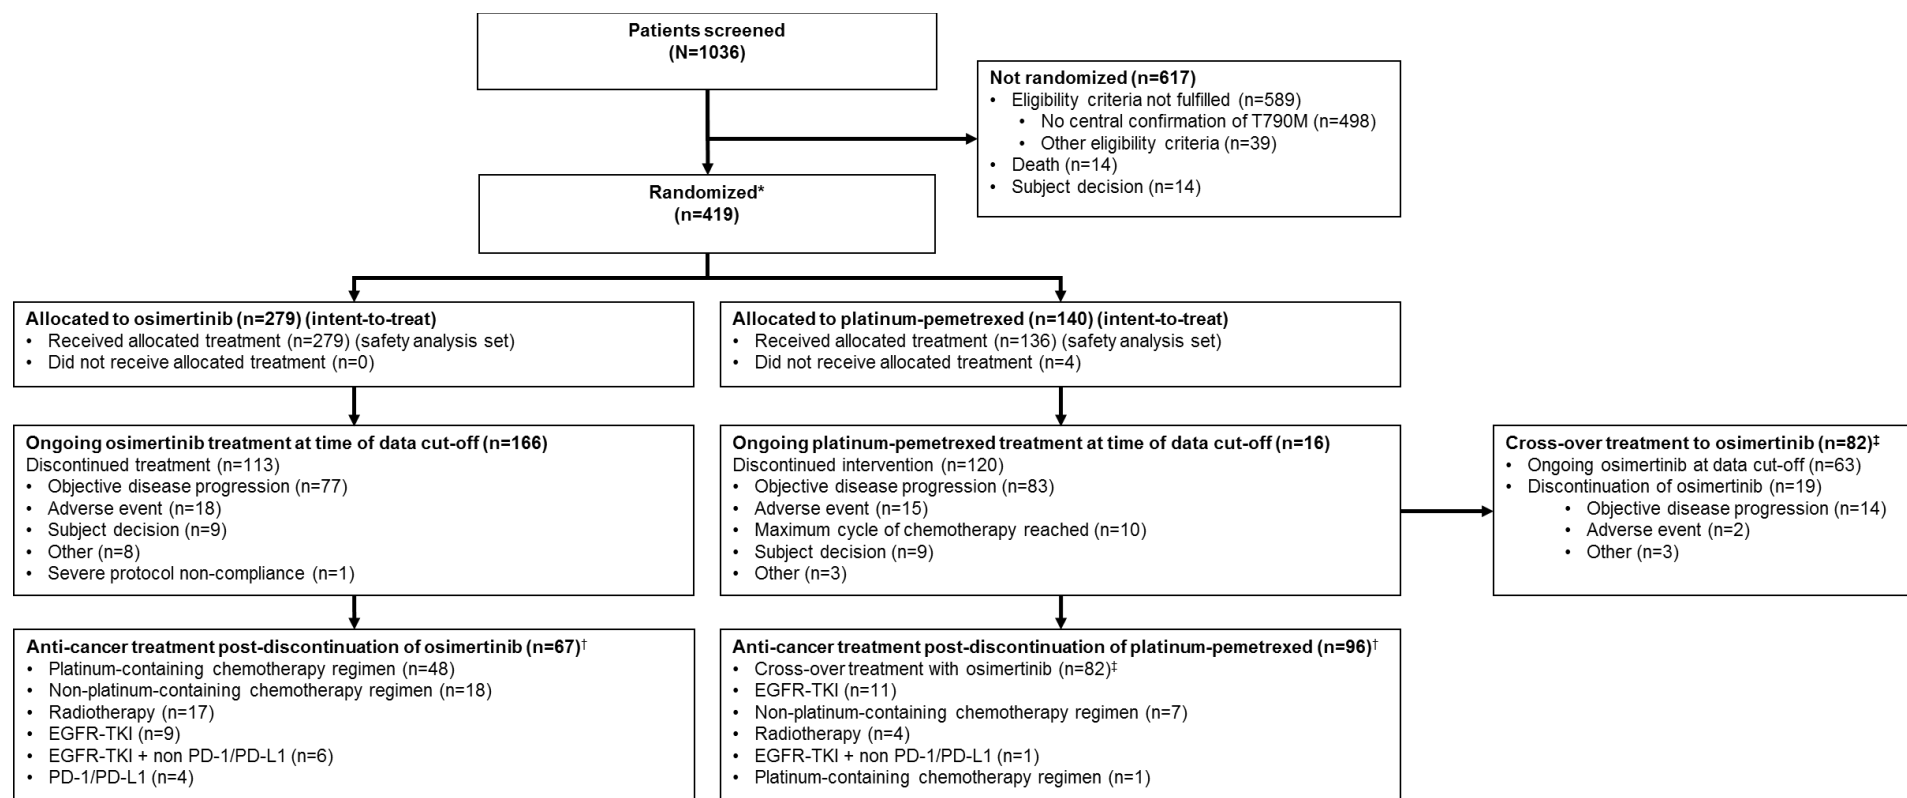 Patients screened
(N=1036)
Not randomized (n=617)
• Eligibility criteria not fulfilled (n=589)
• No central confirmation of T790M (n=498)
• Other eligibility criteria (n=39)
• Death (n=14)
• Subject decision (n=14)
Randomized*
(n=419)
Allocated to osimertinib (n=279) (intent-to-treat)
• Received allocated treatment (n=279) (safety analysis set)
• Did not receive allocated treatment (n=0)
Allocated to platinum-pemetrexed (n=140) (intent-to-treat)
• Received allocated treatment (n=136) (safety analysis set)
• Did not receive allocated treatment (n=4)
Ongoing osimertinib treatment at time of data cut-off (n=166)
Discontinued treatment (n=113)
• Objective disease progression (n=77)
• Adverse event (n=18)
• Subject decision (n=9)
• Other (n=8)
• Severe protocol non-compliance (n=1)
Ongoing platinum-pemetrexed treatment at time of data cut-off (n=16)
Discontinued intervention (n=120)
• Objective disease progression (n=83)
• Adverse event (n=15)
• Maximum cycle of chemotherapy reached (n=10)
• Subject decision (n=9)
• Other (n=3)
Cross-over treatment to osimertinib (n=82)‡
• Ongoing osimertinib at data cut-off (n=63)
• Discontinuation of osimertinib (n=19)
• Objective disease progression (n=14)
• Adverse event (n=2)
• Other (n=3)
Anti-cancer treatment post-discontinuation of osimertinib (n=67)†
• Platinum-containing chemotherapy regimen (n=48)
• Non-platinum-containing chemotherapy regimen (n=18)
• Radiotherapy (n=17)
• EGFR-TKI (n=9)
• EGFR-TKI + non PD-1/PD-L1 (n=6)
• PD-1/PD-L1 (n=4)
Anti-cancer treatment post-discontinuation of platinum-pemetrexed (n=96)†
• Cross-over treatment with osimertinib (n=82)‡
• EGFR-TKI (n=11)
• Non-platinum-containing chemotherapy regimen (n=7)
• Radiotherapy (n=4)
• EGFR-TKI + non PD-1/PD-L1 (n=1)
• Platinum-containing chemotherapy regimen (n=1)